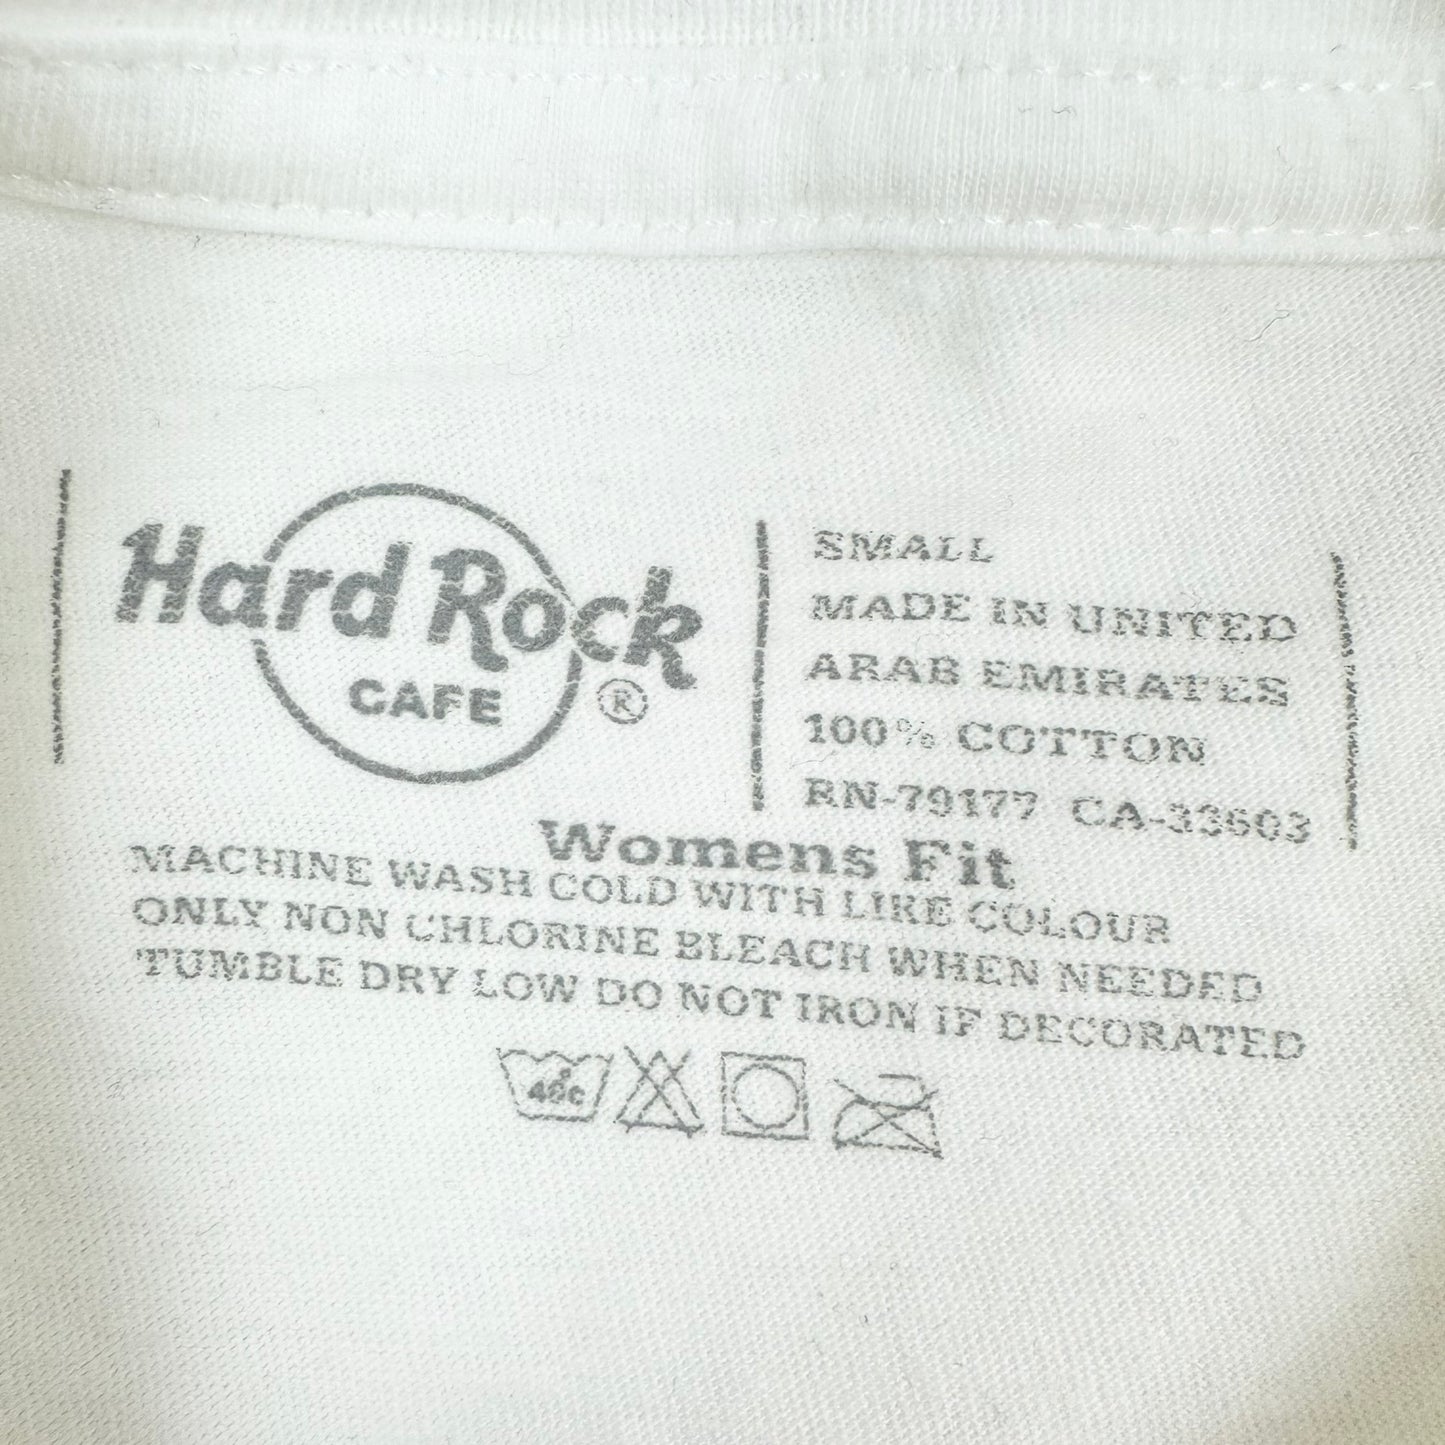 Hard Rock
CAFE ®
SMALL
MADE IN UNITED
ARAB EMIRATES
100% COTTON
RN-79177 CA-33603
Womens Fit
MACHINE WASH COLD WITH LIKE COLOUR
ONLY NON CHLORINE BLEACH WHEN NEEDED
TUMBLE DRY LOW DO NOT IRON IF DECORATED